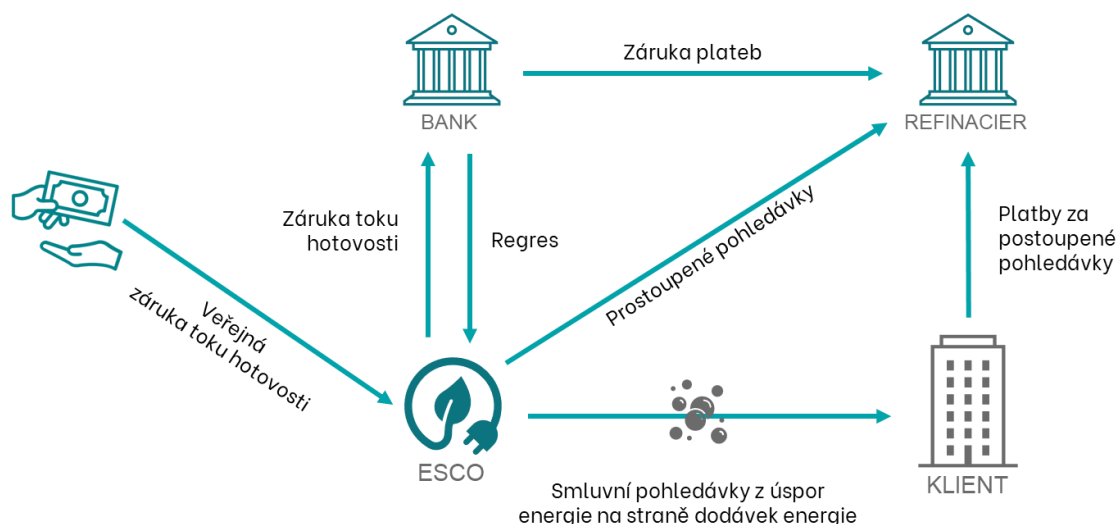 Záruka plateb
BANK
REFINACIER
Záruka toku
hotovosti
Regres
Prostoupené pohledávky
Platby za
postoupené
pohledávky
Veřejná
záruka toku hotovosti
ESCO
KLIENT
Smluvní pohledávky z úspor
energie na straně dodávek energie